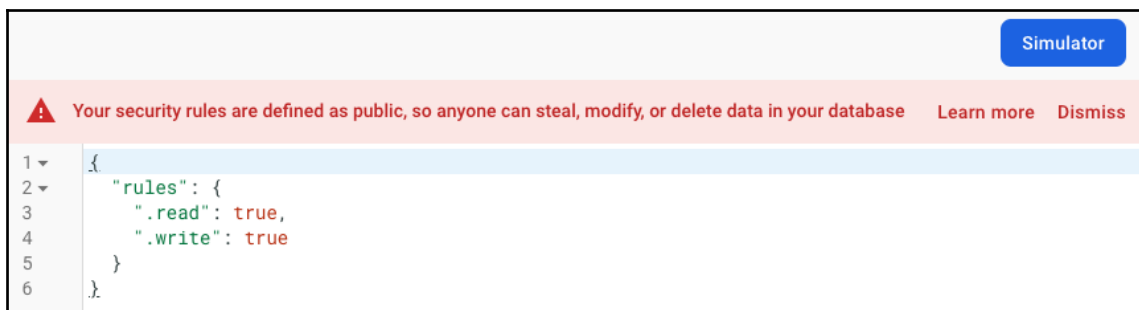 Simulator
Your security rules are defined as public, so anyone can steal, modify, or delete data in your database Learn more Dismiss
1 {
2 "rules": {
3 ".read": true,
4 ".write": true
5 }
6 }